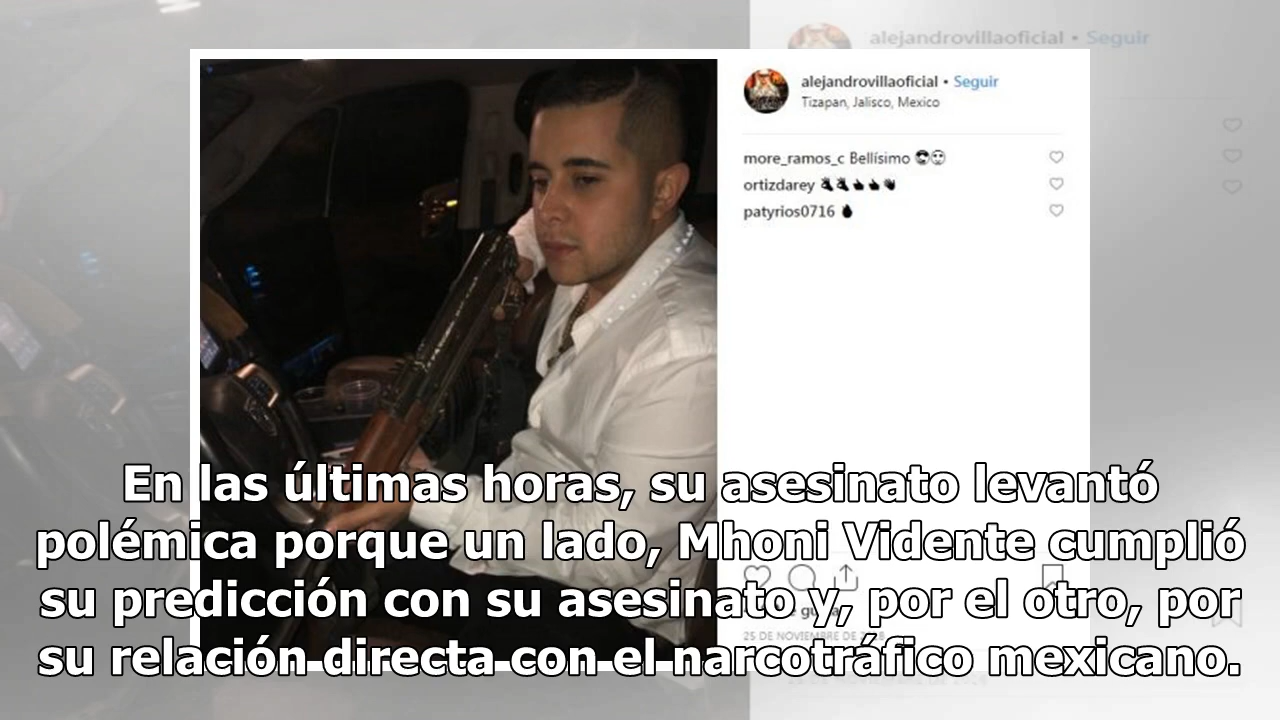 alejandrovillaoficial • Seguir
alejandrovillaoficial • Seguir
Tizapan, Jalisco, Mexico
more_ramos_c Bellísimo
ortizdarey
patyrios0716
En las últimas horas, su asesinato levantó
polémica porque un lado, Mhoni Vidente cumplió
su predicción con su asesinato y, por el otro, por
25 DE NOVIEMBRE DE
su relación directa con el narcotráfico mexicano.